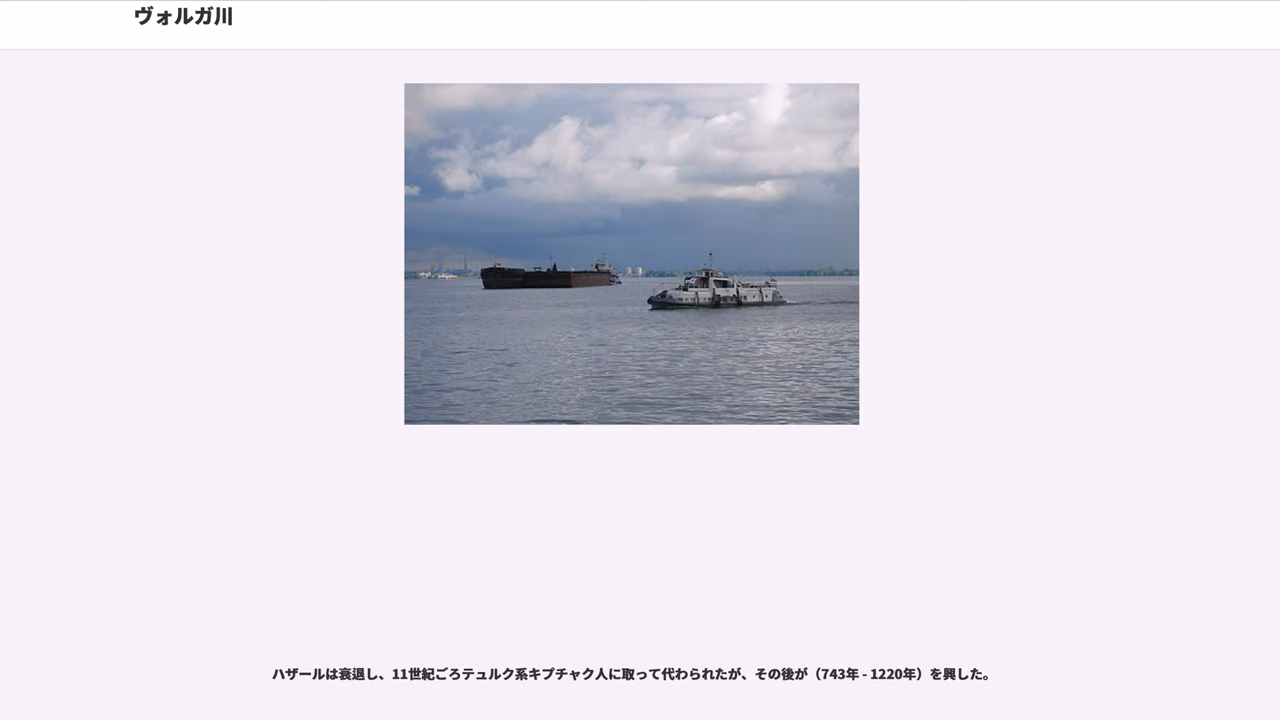 ヴォルガ川
ハザールは衰退し、11世紀ごろテュルク系キプチャク人に取って代わられたが、その後が（743年 - 1220年）を興した。